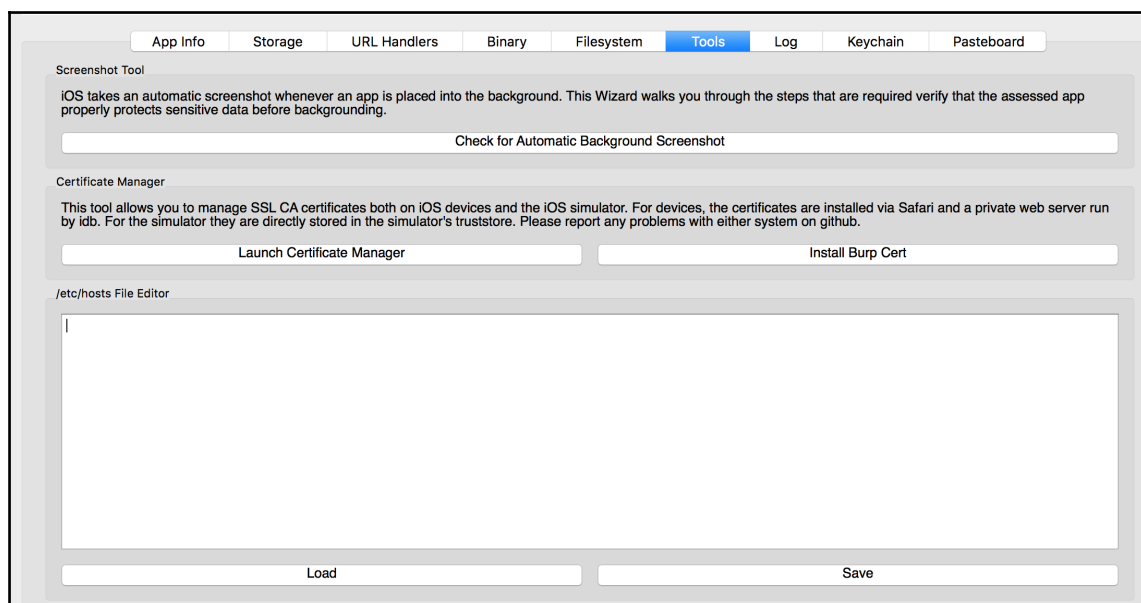 App Info Storage URL Handlers Binary Filesystem Tools Log Keychain Pasteboard
Screenshot Tool
iOS takes an automatic screenshot whenever an app is placed into the background. This Wizard walks you through the steps that are required verify that the assessed app
properly protects sensitive data before backgrounding.
Check for Automatic Background Screenshot
Certificate Manager
This tool allows you to manage SSL CA certificates both on iOS devices and the iOS simulator. For devices, the certificates are installed via Safari and a private web server run
by idb. For the simulator they are directly stored in the simulator's truststore. Please report any problems with either system on github.
Launch Certificate Manager Install Burp Cert
/etc/hosts File Editor
Load Save